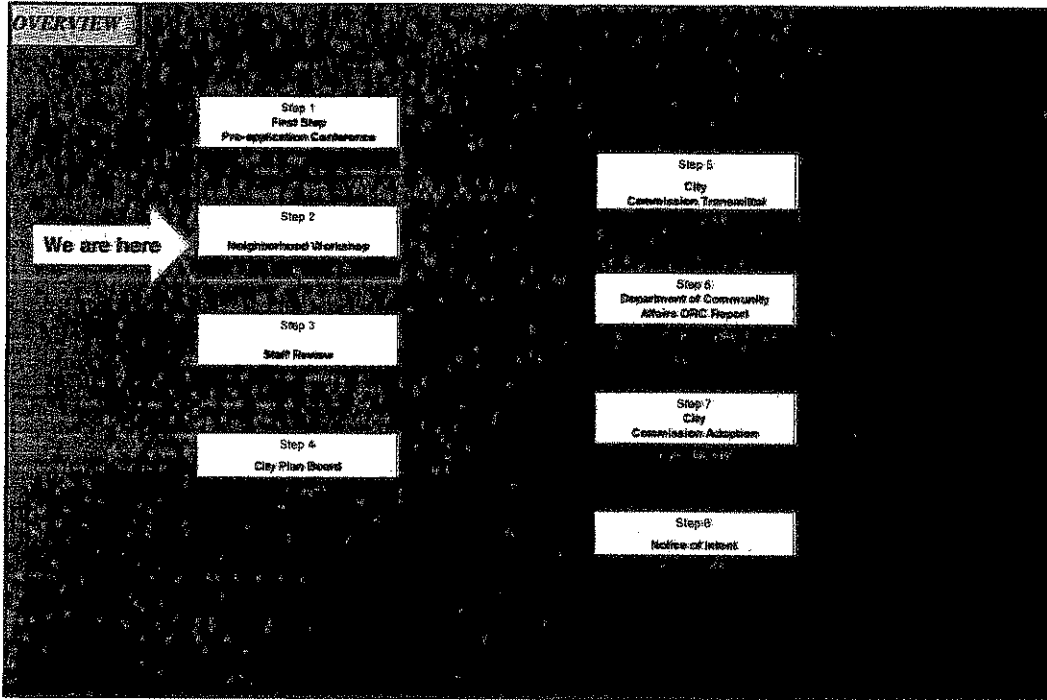 OVERVIEW
Step 1
First Step
Pre-application Conference
We are here
Step 2
Neighborhood Workshop
Step 3
Staff Review
Step 4
City Plan Board
Step 5
City
Commission Transmittal
Step 6
Department of Community
Affairs ORC Report
Step 7
City
Commission Adoption
Step 8
Notice of Intent